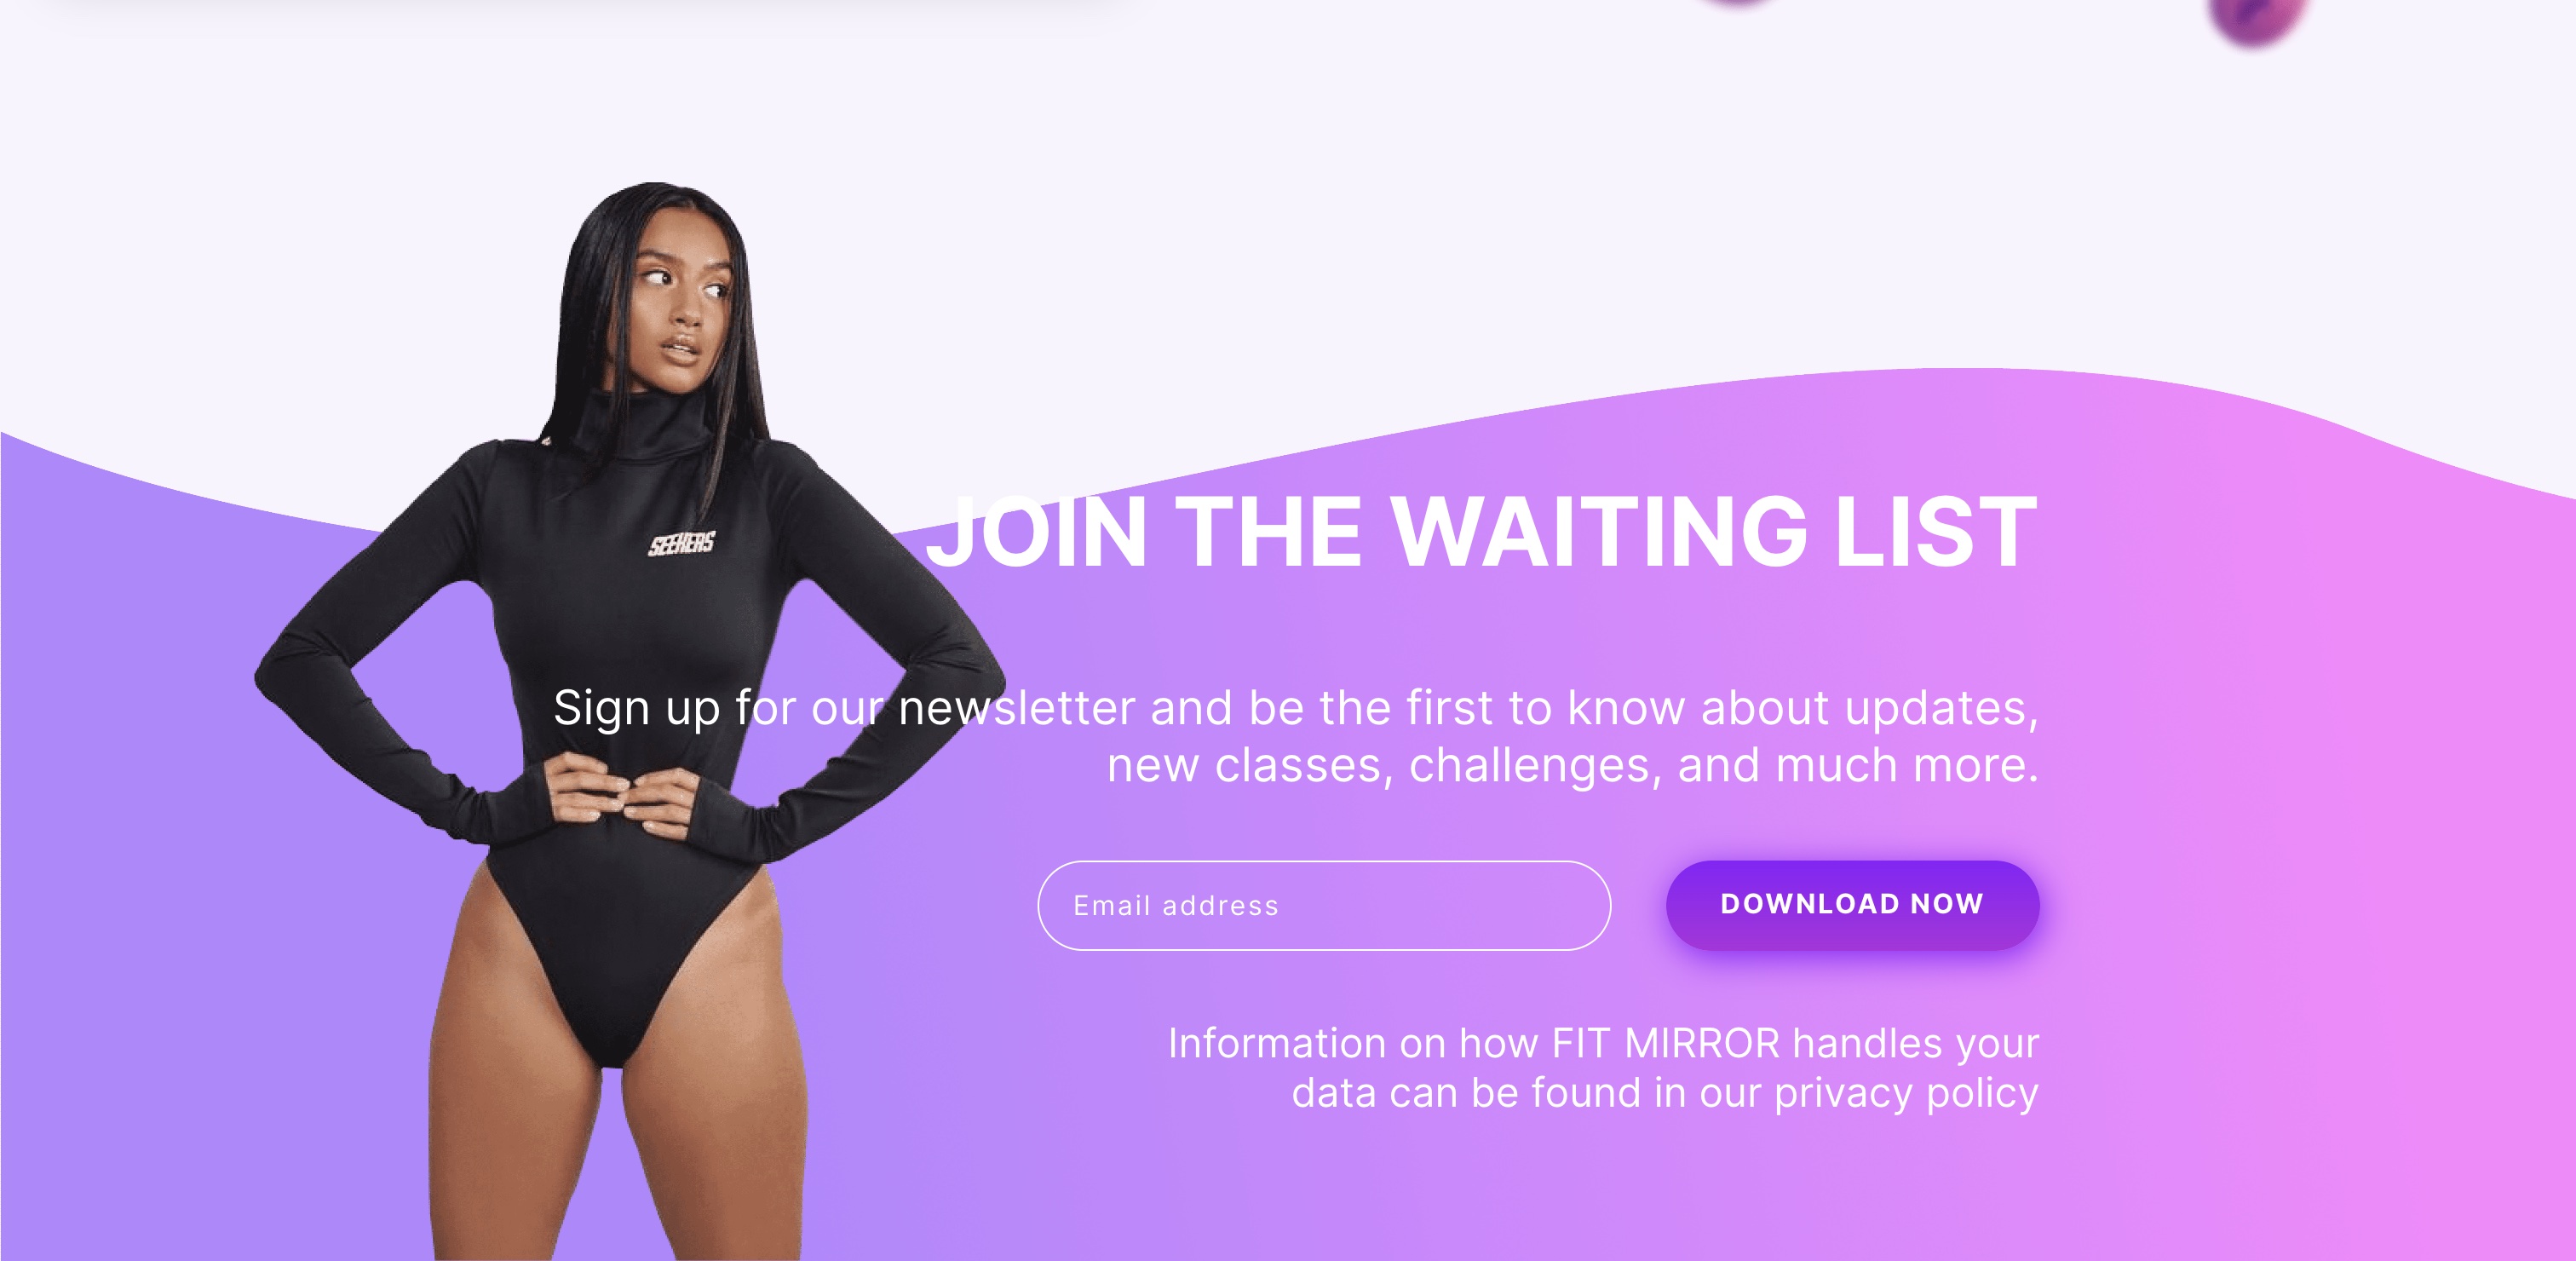 SEEKERS
JOIN THE WAITING LIST
Sign up for our newsletter and be the first to know about updates,
new classes, challenges, and much more.
Email address
DOWNLOAD NOW
Information on how FIT MIRROR handles your
data can be found in our privacy policy